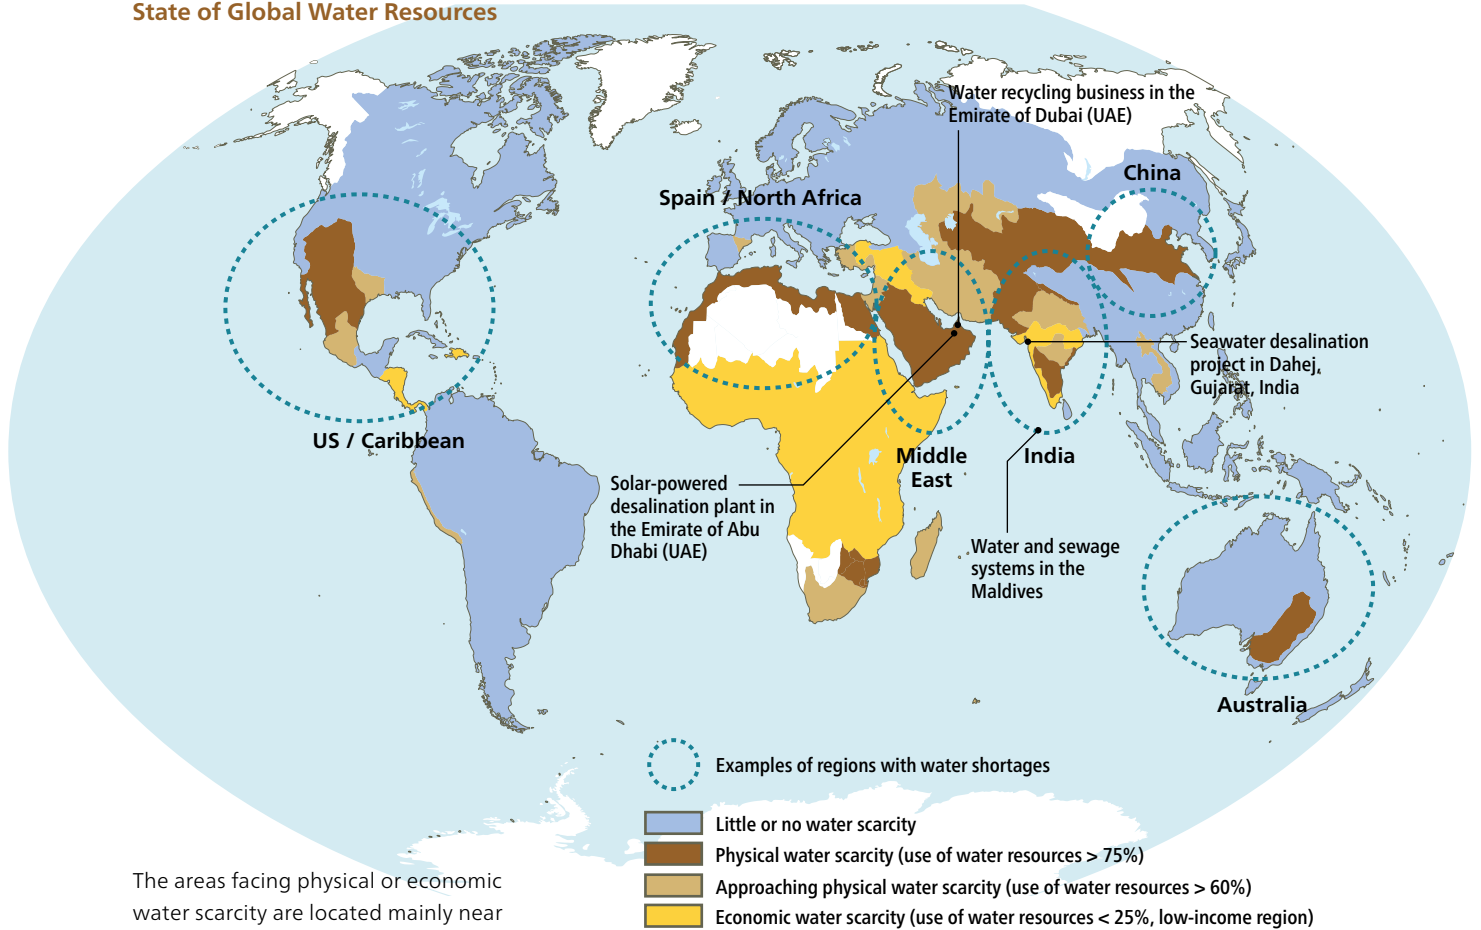 State of Global Water Resources
Water recycling business in the
Emirate of Dubai (UAE)
China
Spain / North Africa
Seawater desalination
project in Dahej,
Gujarat, India
US / Caribbean
Middle
East
India
Solar-powered
desalination plant in
the Emirate of Abu
Dhabi (UAE)
Water and sewage
systems in the
Maldives
Australia
Examples of regions with water shortages
Little or no water scarcity
Physical water scarcity (use of water resources > 75%)
Approaching physical water scarcity (use of water resources > 60%)
Economic water scarcity (use of water resources < 25%, low-income region)
The areas facing physical or economic
water scarcity are located mainly near